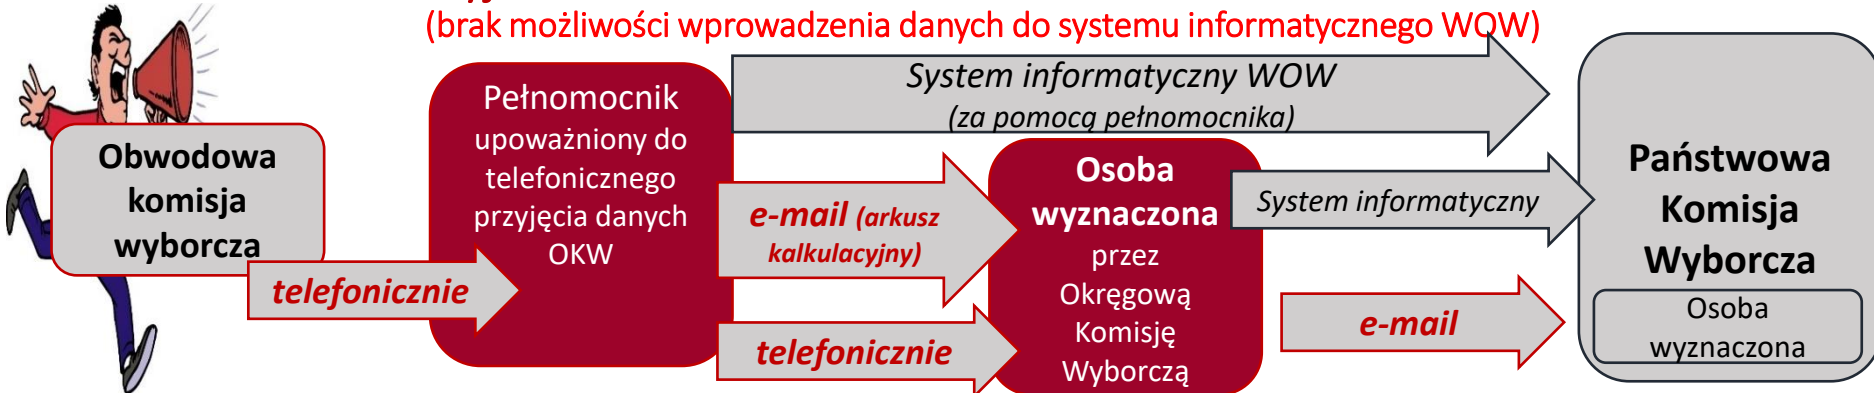 (brak możliwości wprowadzenia danych do systemu informatycznego WOW)
Obwodowa
komisja
wyborcza
telefonicznie
Pełnomocnik
upoważniony do
telefonicznego
przyjęcia danych
OKW
System informatyczny WOW
(za pomocą pełnomocnika)
e-mail (arkusz
kalkulacyjny)
telefonicznie
Osoba
wyznaczona
przez
Okręgową
Komisję
Wyborczą
System informatyczny
e-mail
Państwowa
Komisja
Wyborcza
Osoba
wyznaczona